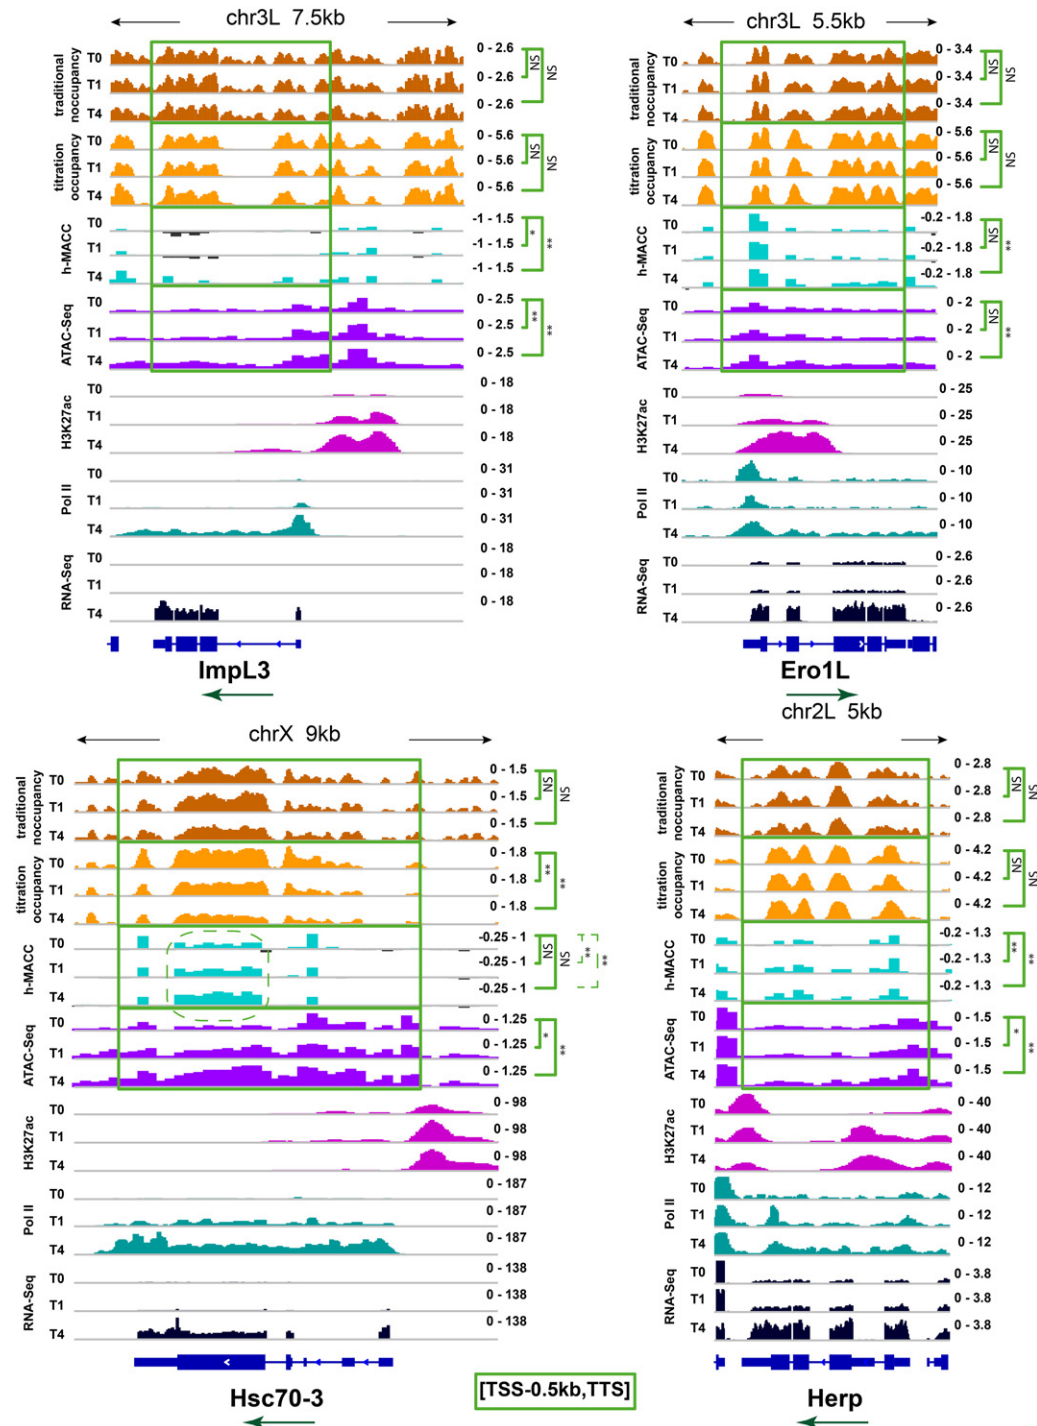 chr3L 7.5kb
traditional
noccupancy
T0
0 - 2.6
T1
0 - 2.6
T4
0 - 2.6
NS
NS
titration
occupancy
T0
0 - 5.6
T1
0 - 5.6
T4
0 - 5.6
NS
NS
h-MACC
T0
-1 - 1.5
T1
-1 - 1.5
T4
-1 - 1.5
*
**
ATAC-Seq
T0
0 - 2.5
T1
0 - 2.5
T4
0 - 2.5
**
**
H3K27ac
T0
0 - 18
T1
0 - 18
T4
0 - 18
Pol II
T0
0 - 31
T1
0 - 31
T4
0 - 31
RNA-Seq
T0
0 - 18
T1
0 - 18
T4
0 - 18
ImpL3
chr3L 5.5kb
traditional
noccupancy
T0
0 - 3.4
T1
0 - 3.4
T4
0 - 3.4
NS
NS
titration
occupancy
T0
0 - 5.6
T1
0 - 5.6
T4
0 - 5.6
NS
NS
h-MACC
T0
-0.2 - 1.8
T1
-0.2 - 1.8
T4
-0.2 - 1.8
NS
**
ATAC-Seq
T0
0 - 2
T1
0 - 2
T4
0 - 2
NS
**
H3K27ac
T0
0 - 25
T1
0 - 25
T4
0 - 25
Pol II
T0
0 - 10
T1
0 - 10
T4
0 - 10
RNA-Seq
T0
0 - 2.6
T1
0 - 2.6
T4
0 - 2.6
Ero1L
chrX 9kb
traditional
noccupancy
T0
0 - 1.5
T1
0 - 1.5
T4
0 - 1.5
NS
NS
titration
occupancy
T0
0 - 1.8
T1
0 - 1.8
T4
0 - 1.8
**
**
h-MACC
T0
-0.25 - 1
T1
-0.25 - 1
T4
-0.25 - 1
NS
NS
**
**
ATAC-Seq
T0
0 - 1.25
T1
0 - 1.25
T4
0 - 1.25
*
**
H3K27ac
T0
0 - 98
T1
0 - 98
T4
0 - 98
Pol II
T0
0 - 187
T1
0 - 187
T4
0 - 187
RNA-Seq
T0
0 - 138
T1
0 - 138
T4
0 - 138
Hsc70-3
chr2L 5kb
traditional
noccupancy
T0
0 - 2.8
T1
0 - 2.8
T4
0 - 2.8
NS
NS
titration
occupancy
T0
0 - 4.2
T1
0 - 4.2
T4
0 - 4.2
NS
NS
h-MACC
T0
-0.2 - 1.3
T1
-0.2 - 1.3
T4
-0.2 - 1.3
**
**
ATAC-Seq
T0
0 - 1.5
T1
0 - 1.5
T4
0 - 1.5
*
**
H3K27ac
T0
0 - 40
T1
0 - 40
T4
0 - 40
Pol II
T0
0 - 12
T1
0 - 12
T4
0 - 12
RNA-Seq
T0
0 - 3.8
T1
0 - 3.8
T4
0 - 3.8
Herp
[TSS-0.5kb,TTS]